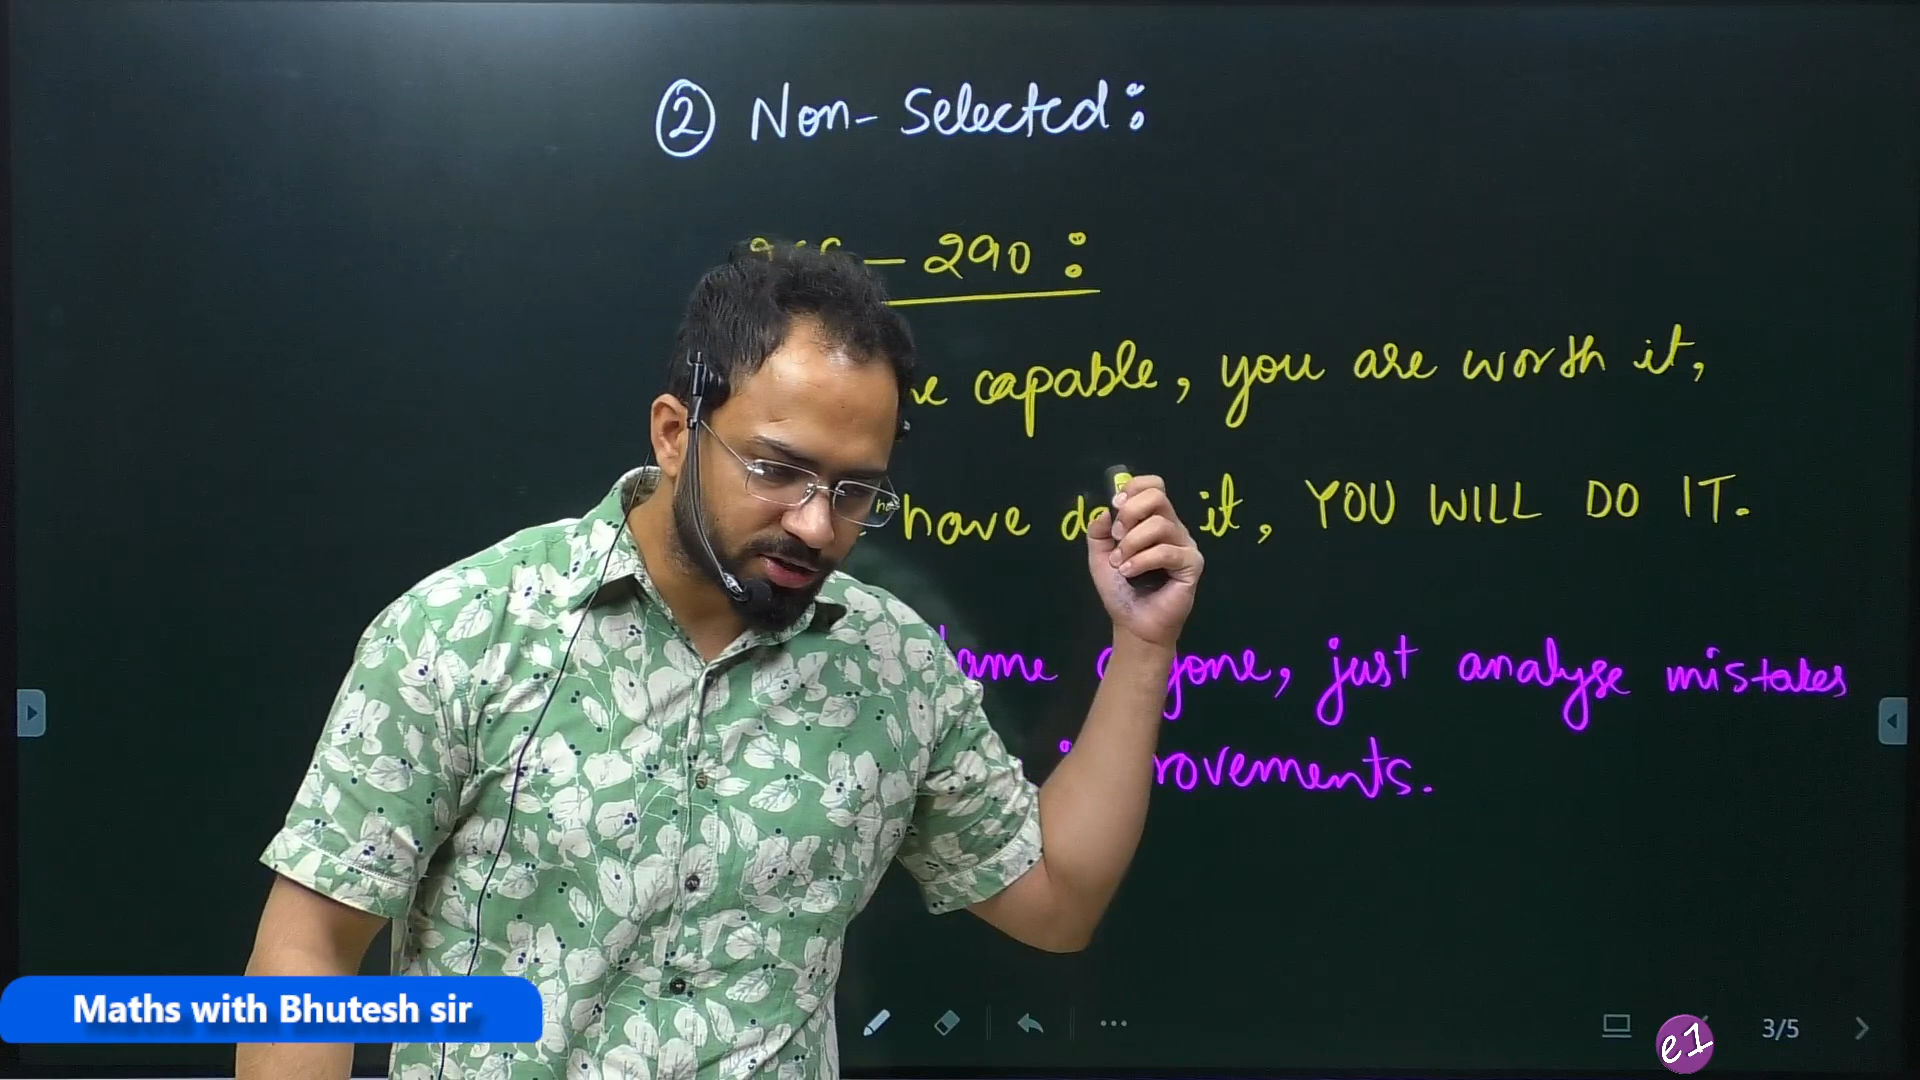 ② Non-Selected:
— 290 :
capable, you are worth it,
have it, YOU WILL DO IT.
just analyse mistakes
Maths with Bhutesh sir
e1
3/5